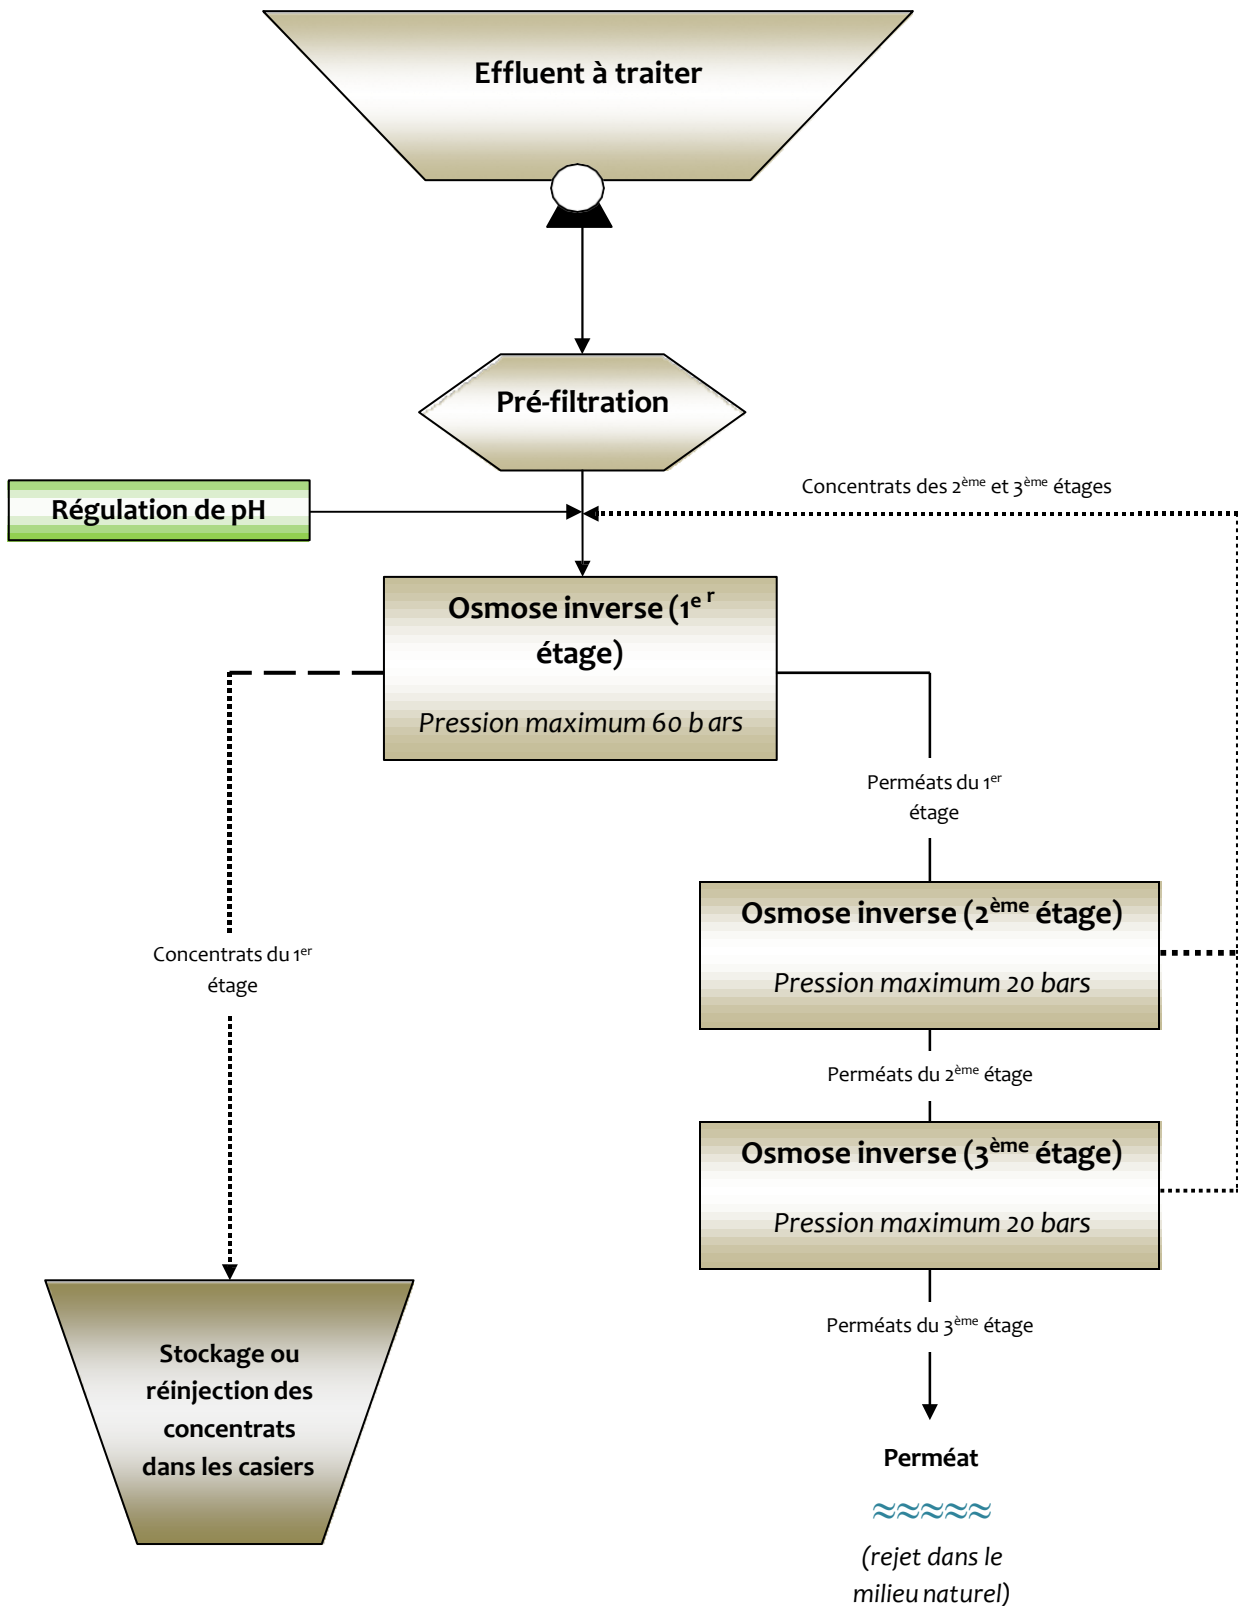 Effluent à traiter
Pré-filtration
Régulation de pH
Concentrats des 2ème et 3ème étages
Osmose inverse (1e r
étage)
Pression maximum 60 b ars
Perméats du 1er
étage
Osmose inverse (2ème étage)
Pression maximum 20 bars
Concentrats du 1er
étage
Perméats du 2ème étage
Osmose inverse (3ème étage)
Pression maximum 20 bars
Perméats du 3ème étage
Stockage ou
réinjection des
concentrats
dans les casiers
Perméat
≈≈≈≈≈
(rejet dans le
milieu naturel)